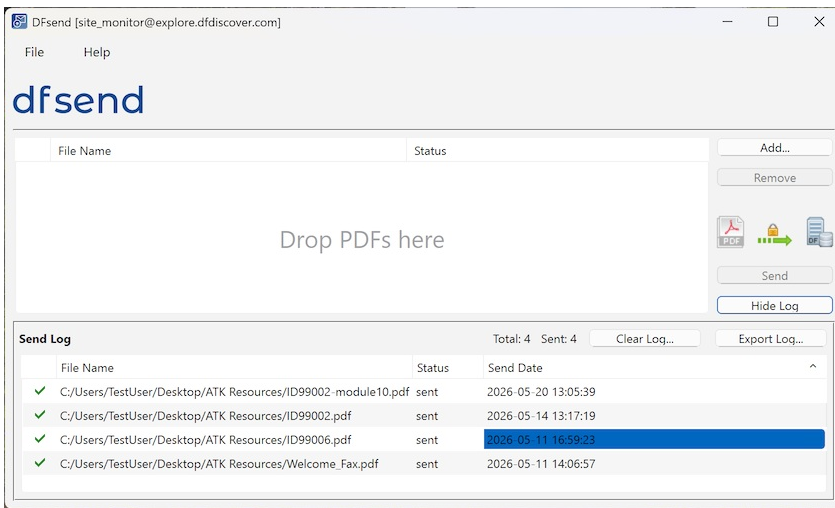 DFsend [site_monitor@explore.dfdiscover.com]
File Help
dfsend
File Name Status
Add...
Remove
Drop PDFs here
PDF
DF
Send
Hide Log
Send Log Total: 4 Sent: 4 Clear Log... Export Log...
File Name Status Send Date
C:/Users/TestUser/Desktop/ATK Resources/ID99002-module10.pdf sent 2026-05-20 13:05:39
C:/Users/TestUser/Desktop/ATK Resources/ID99002.pdf sent 2026-05-14 13:17:19
C:/Users/TestUser/Desktop/ATK Resources/ID99006.pdf sent 2026-05-11 16:59:23
C:/Users/TestUser/Desktop/ATK Resources/Welcome_Fax.pdf sent 2026-05-11 14:06:57